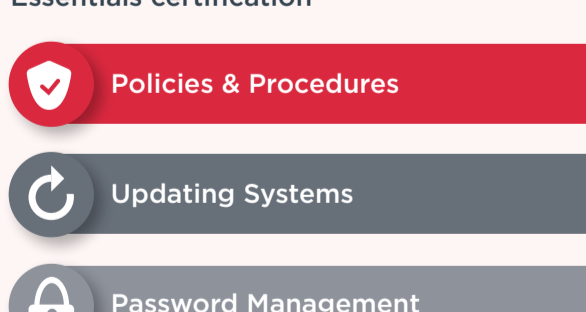 Essentials certification
Policies & Procedures
Updating Systems
Password Management